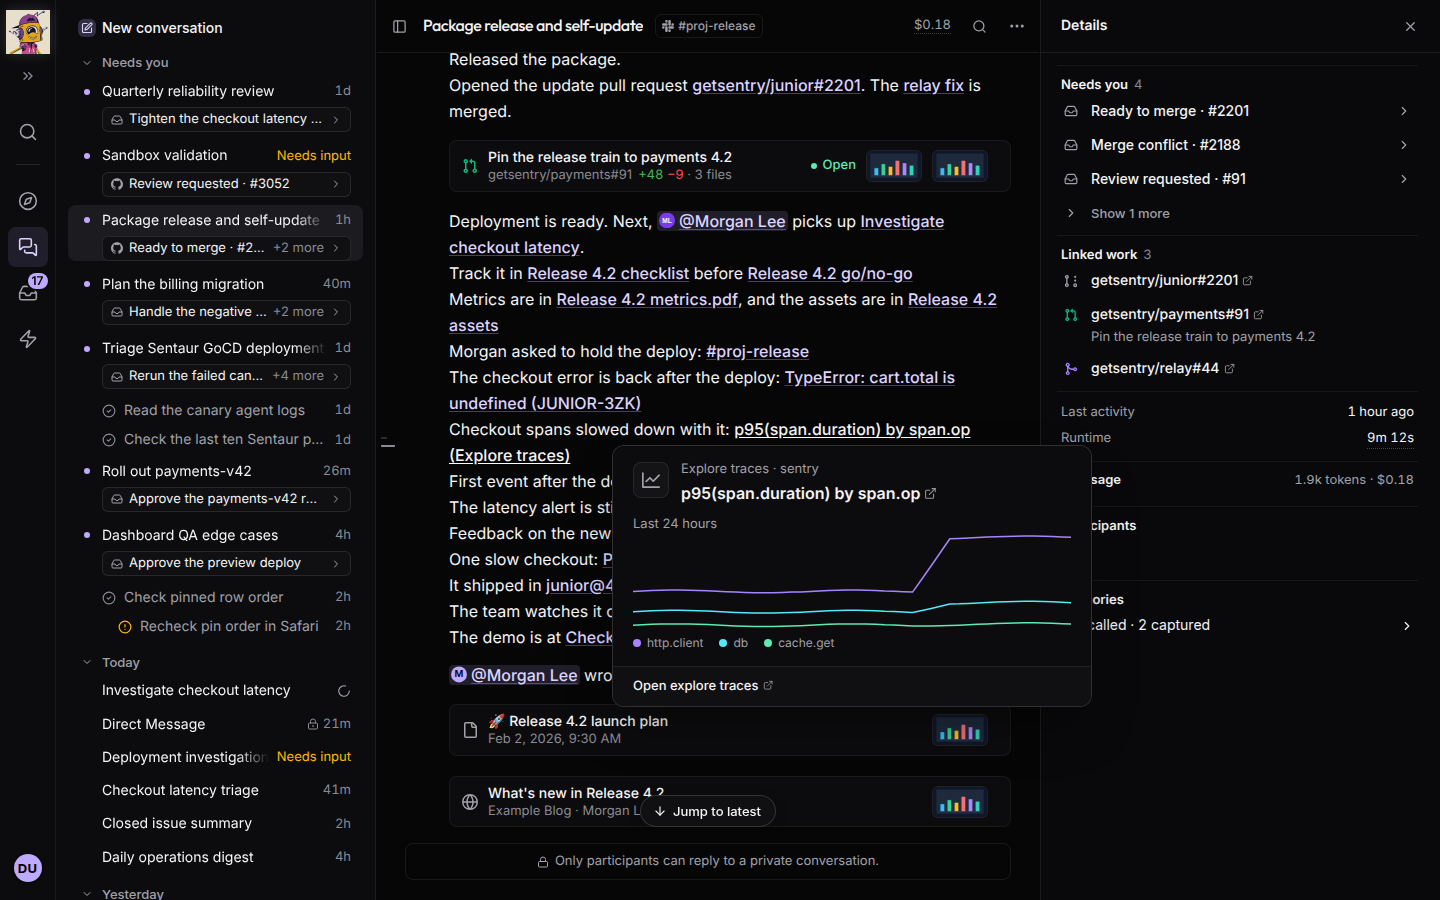 New conversation
Needs you
Quarterly reliability review 1d
Tighten the checkout latency ...
Sandbox validation Needs input
Review requested · #3052
Package release and self-update 1h
Ready to merge · #2... +2 more
Plan the billing migration 40m
Handle the negative ... +2 more
Triage Sentaur GoCD deployment 1d
Rerun the failed can... +4 more
Read the canary agent logs 1d
Check the last ten Sentaur p... 1d
Roll out payments-v42 26m
Approve the payments-v42 r...
Dashboard QA edge cases 4h
Approve the preview deploy
Check pinned row order 2h
Recheck pin order in Safari 2h
Today
Investigate checkout latency
Direct Message 21m
Deployment investigation Needs input
Checkout latency triage 41m
Closed issue summary 2h
Daily operations digest 4h
Yesterday
17
DU
Package release and self-update #proj-release $0.18
Released the package.
Opened the update pull request getsentry/junior#2201. The relay fix is
merged.
Pin the release train to payments 4.2
getsentry/payments#91 +48 −9 · 3 files
Open
Deployment is ready. Next, ML @Morgan Lee picks up Investigate
checkout latency.
Track it in Release 4.2 checklist before Release 4.2 go/no-go
Metrics are in Release 4.2 metrics.pdf, and the assets are in Release 4.2
assets
Morgan asked to hold the deploy: #proj-release
The checkout error is back after the deploy: TypeError: cart.total is
undefined (JUNIOR-3ZK)
Checkout spans slowed down with it: p95(span.duration) by span.op
(Explore traces)
First event after the d
The latency alert is sti
Feedback on the new
One slow checkout: P
It shipped in junior@4
The team watches it o
The demo is at Check
M @Morgan Lee wro
Explore traces · sentry
p95(span.duration) by span.op
Last 24 hours
http.client db cache.get
Open explore traces
🚀 Release 4.2 launch plan
Feb 2, 2026, 9:30 AM
What's new in Release 4.2
Example Blog · Morgan L
Jump to latest
Only participants can reply to a private conversation.
Details
Needs you 4
Ready to merge · #2201
Merge conflict · #2188
Review requested · #91
Show 1 more
Linked work 3
getsentry/junior#2201
getsentry/payments#91
Pin the release train to payments 4.2
getsentry/relay#44
Last activity 1 hour ago
Runtime 9m 12s
sage 1.9k tokens · $0.18
cipants
ories
called · 2 captured